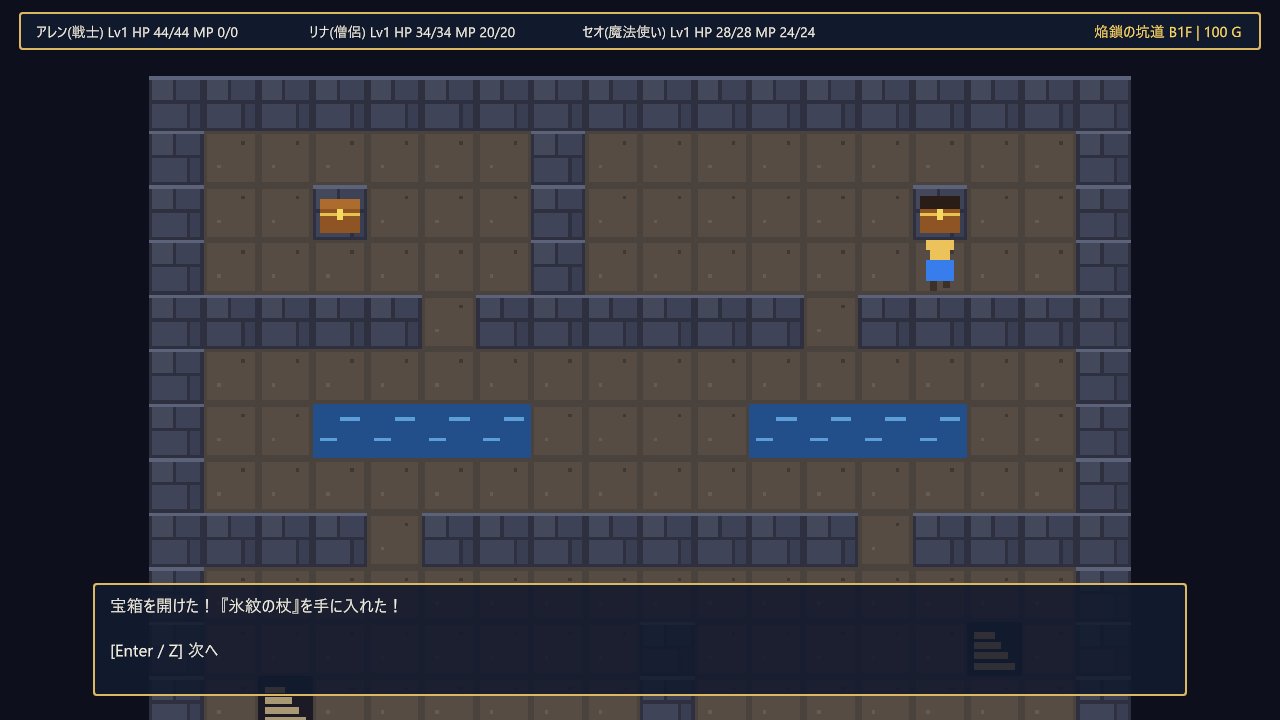 アレン(戦士) Lv1 HP 44/44 MP 0/0 リナ(僧侶) Lv1 HP 34/34 MP 20/20 セオ(魔法使い) Lv1 HP 28/28 MP 24/24 焔鎖の坑道 B1F | 100 G
宝箱を開けた！『氷紋の杖』を手に入れた！
[Enter / Z] 次へ